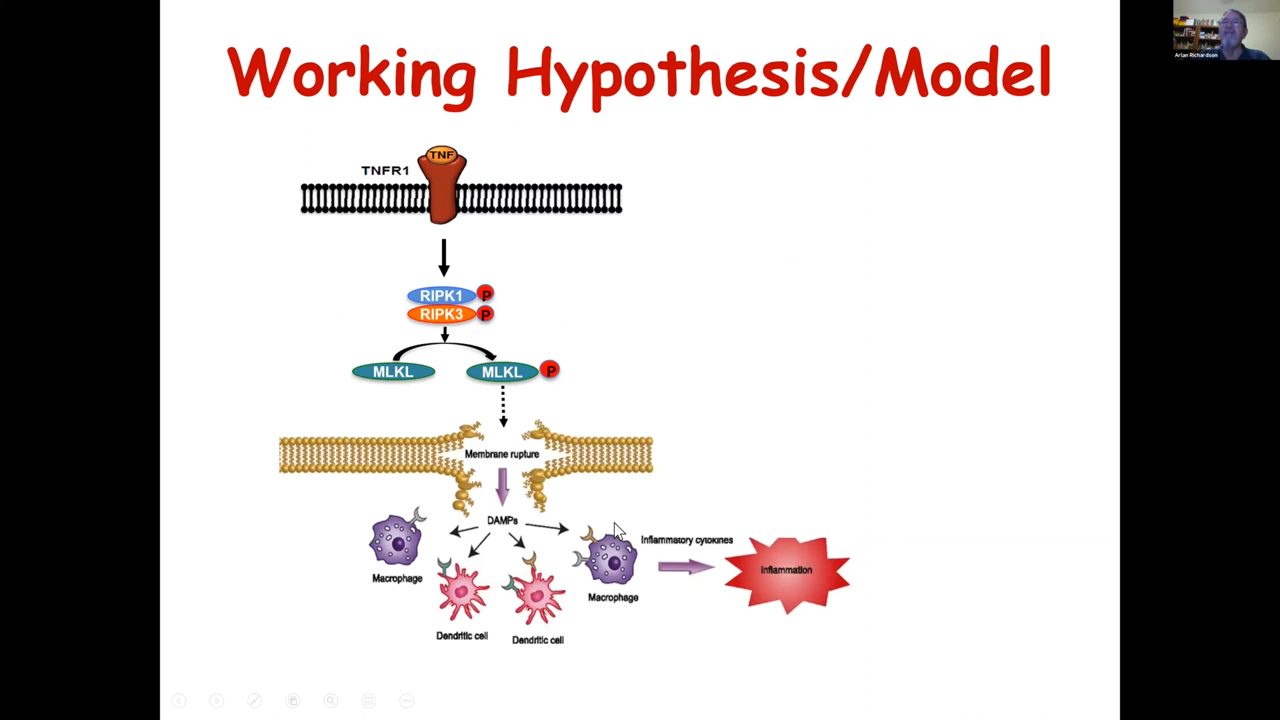 Working Hypothesis/Model
Arlan Richardson
TNF
TNFR1
RIPK1 P
RIPK3 P
MLKL MLKL P
Membrane rupture
DAMPs
Inflammatory cytokines
Inflammation
Macrophage
Macrophage
Dendritic cell
Dendritic cell